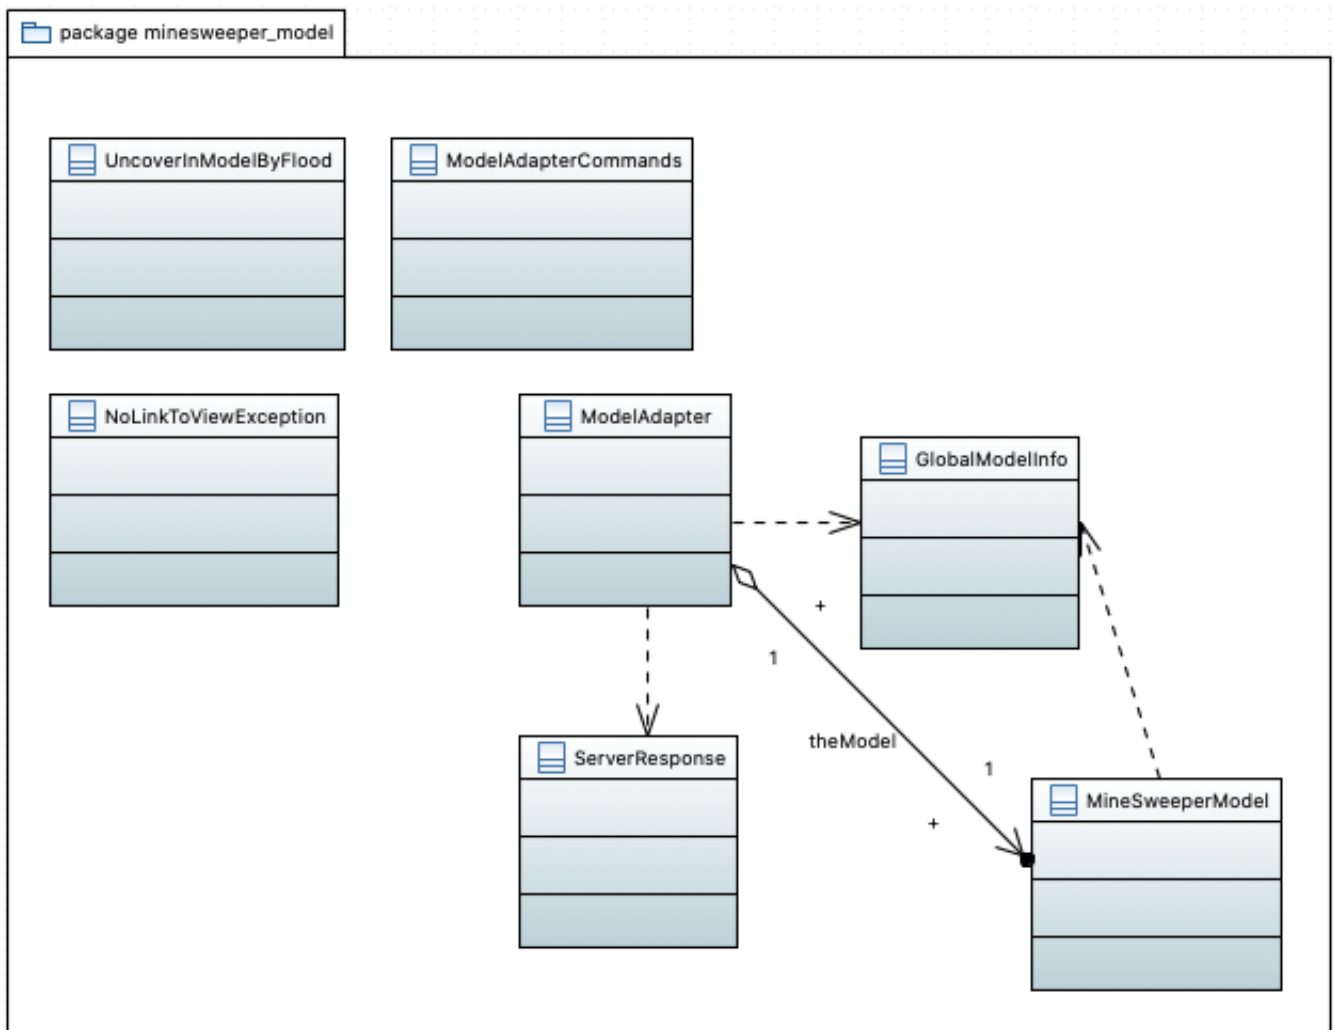 package minesweeper_model
UncoverInModelByFlood
ModelAdapterCommands
NoLinkToViewException
ModelAdapter
GlobalModelInfo
+
1
theModel
1
+
ServerResponse
MineSweeperModel